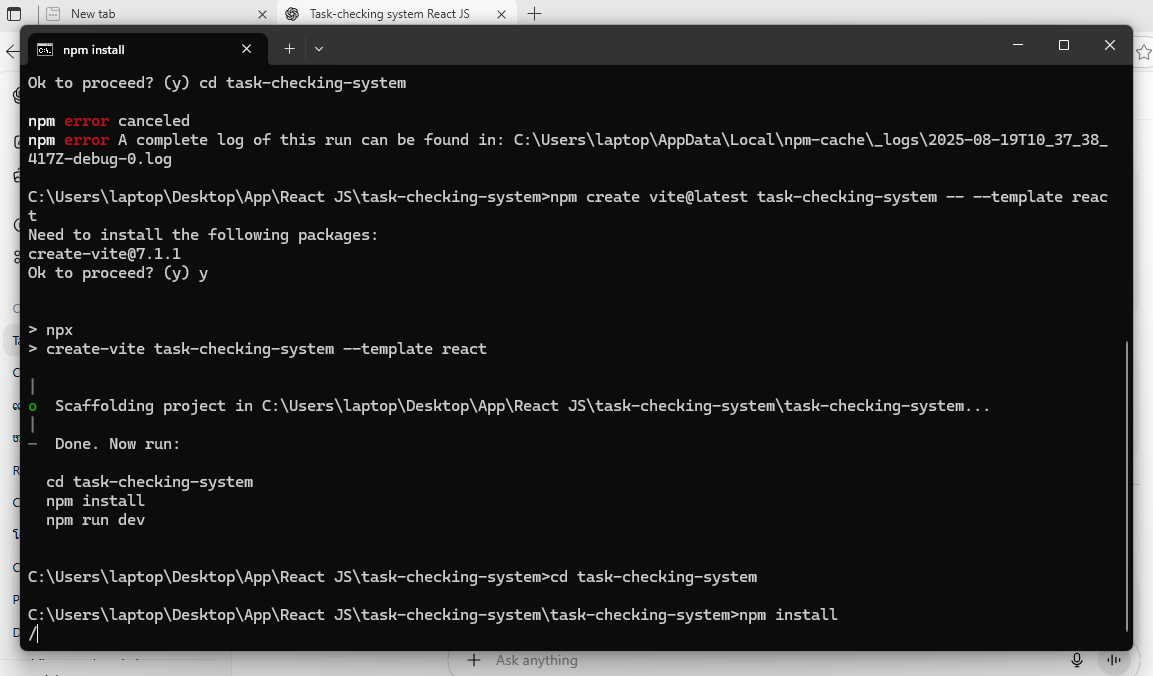 New tab
Task-checking system React JS
npm install
Ok to proceed? (y) cd task-checking-system
npm error canceled
npm error A complete log of this run can be found in: C:\Users\laptop\AppData\Local\npm-cache\_logs\2025-08-19T10_37_38_
417Z-debug-0.log
C:\Users\laptop\Desktop\App\React JS\task-checking-system>npm create vite@latest task-checking-system -- --template reac
t
Need to install the following packages:
create-vite@7.1.1
Ok to proceed? (y) y
> npx
> create-vite task-checking-system --template react
|
o  Scaffolding project in C:\Users\laptop\Desktop\App\React JS\task-checking-system\task-checking-system...
|
—  Done. Now run:
cd task-checking-system
npm install
npm run dev
C:\Users\laptop\Desktop\App\React JS\task-checking-system>cd task-checking-system
C:\Users\laptop\Desktop\App\React JS\task-checking-system\task-checking-system>npm install
/
Ask anything